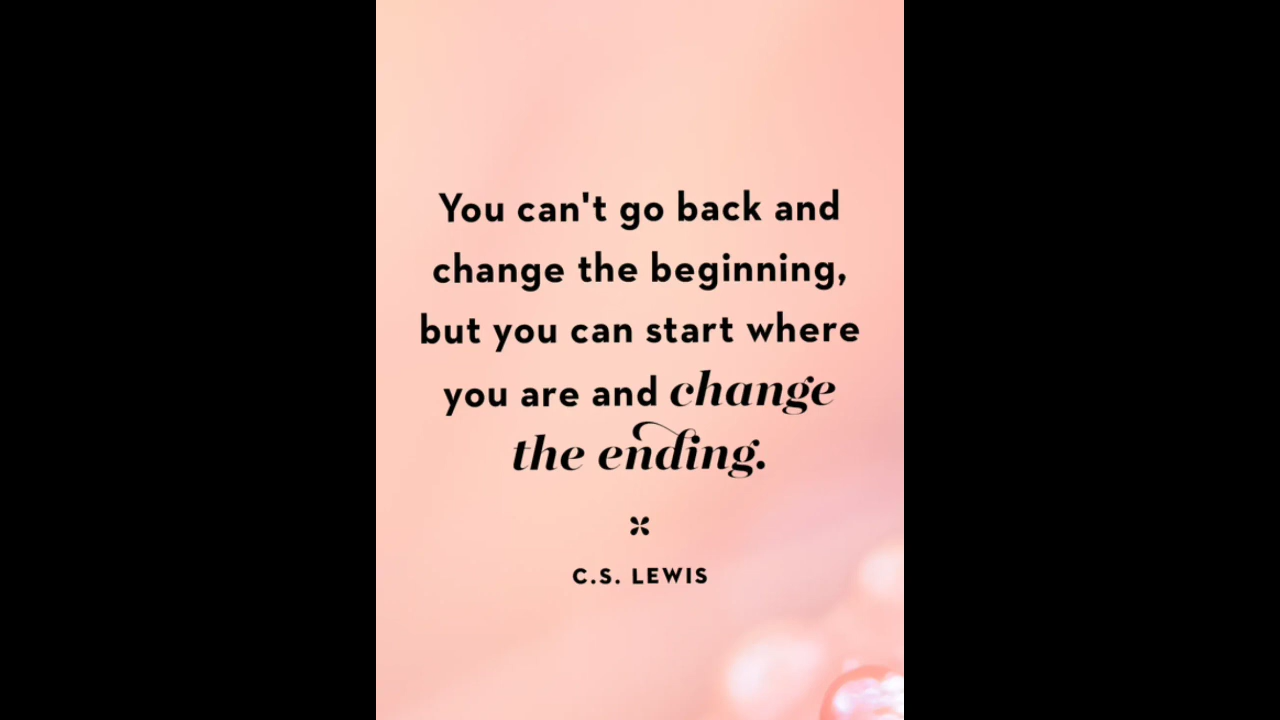 You can't go back and
change the beginning,
but you can start where
you are and change
the ending.
C.S. LEWIS